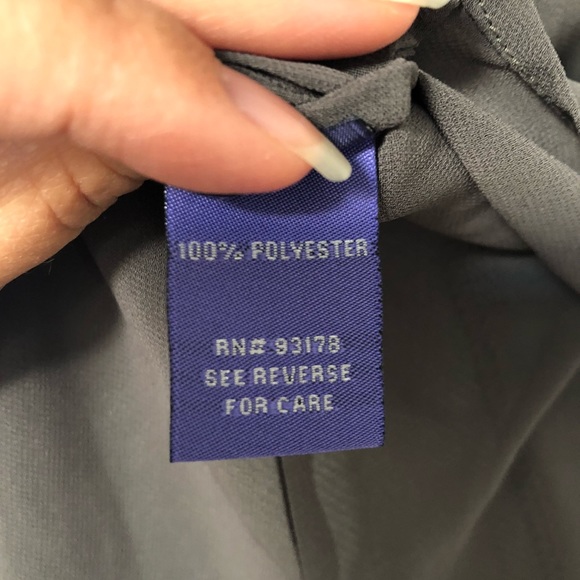 100% POLYESTER
RN# 93178
SEE REVERSE
FOR CARE